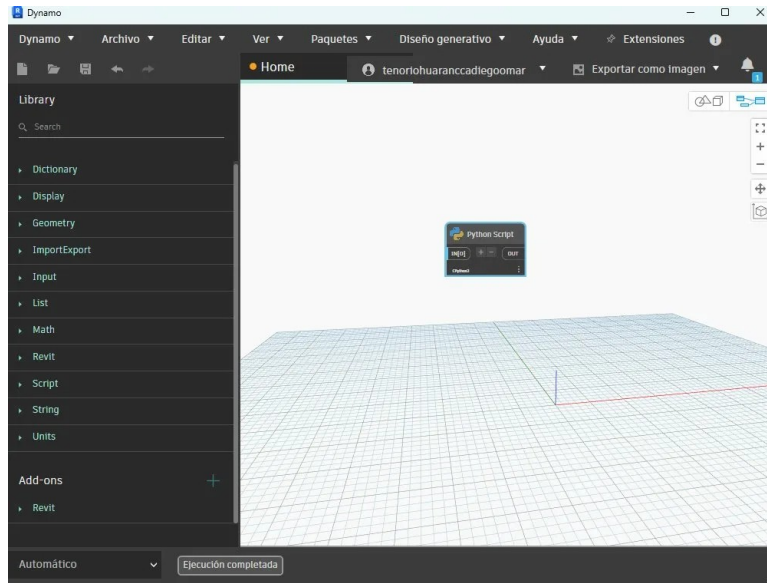 Dynamo
Dynamo Archivo Editar Ver Paquetes Diseño generativo Ayuda Extensiones
Home tenoriohuaranccadiegoomar Exportar como imagen 1
Library
Search
Dictionary
Display
Geometry
ImportExport
Input
List
Math
Revit
Script
String
Units
Add-ons
Revit
Python Script
IN[0] + - OUT
CPython3
Automático Ejecución completada